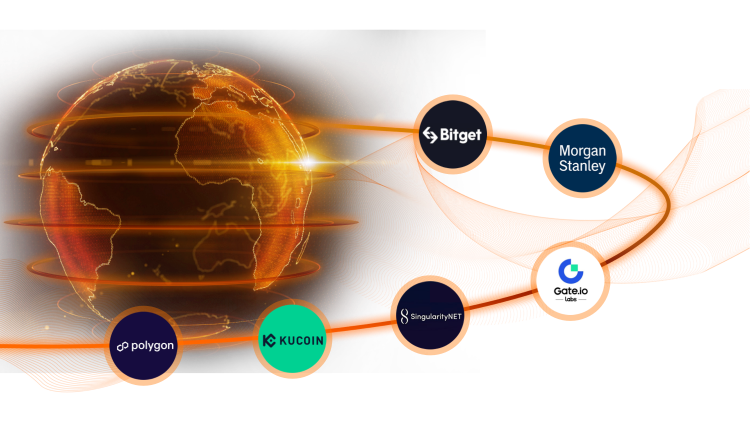 Bitget
Morgan
Stanley
Gate.io
Labs
SingularityNET
KUCOIN
polygon